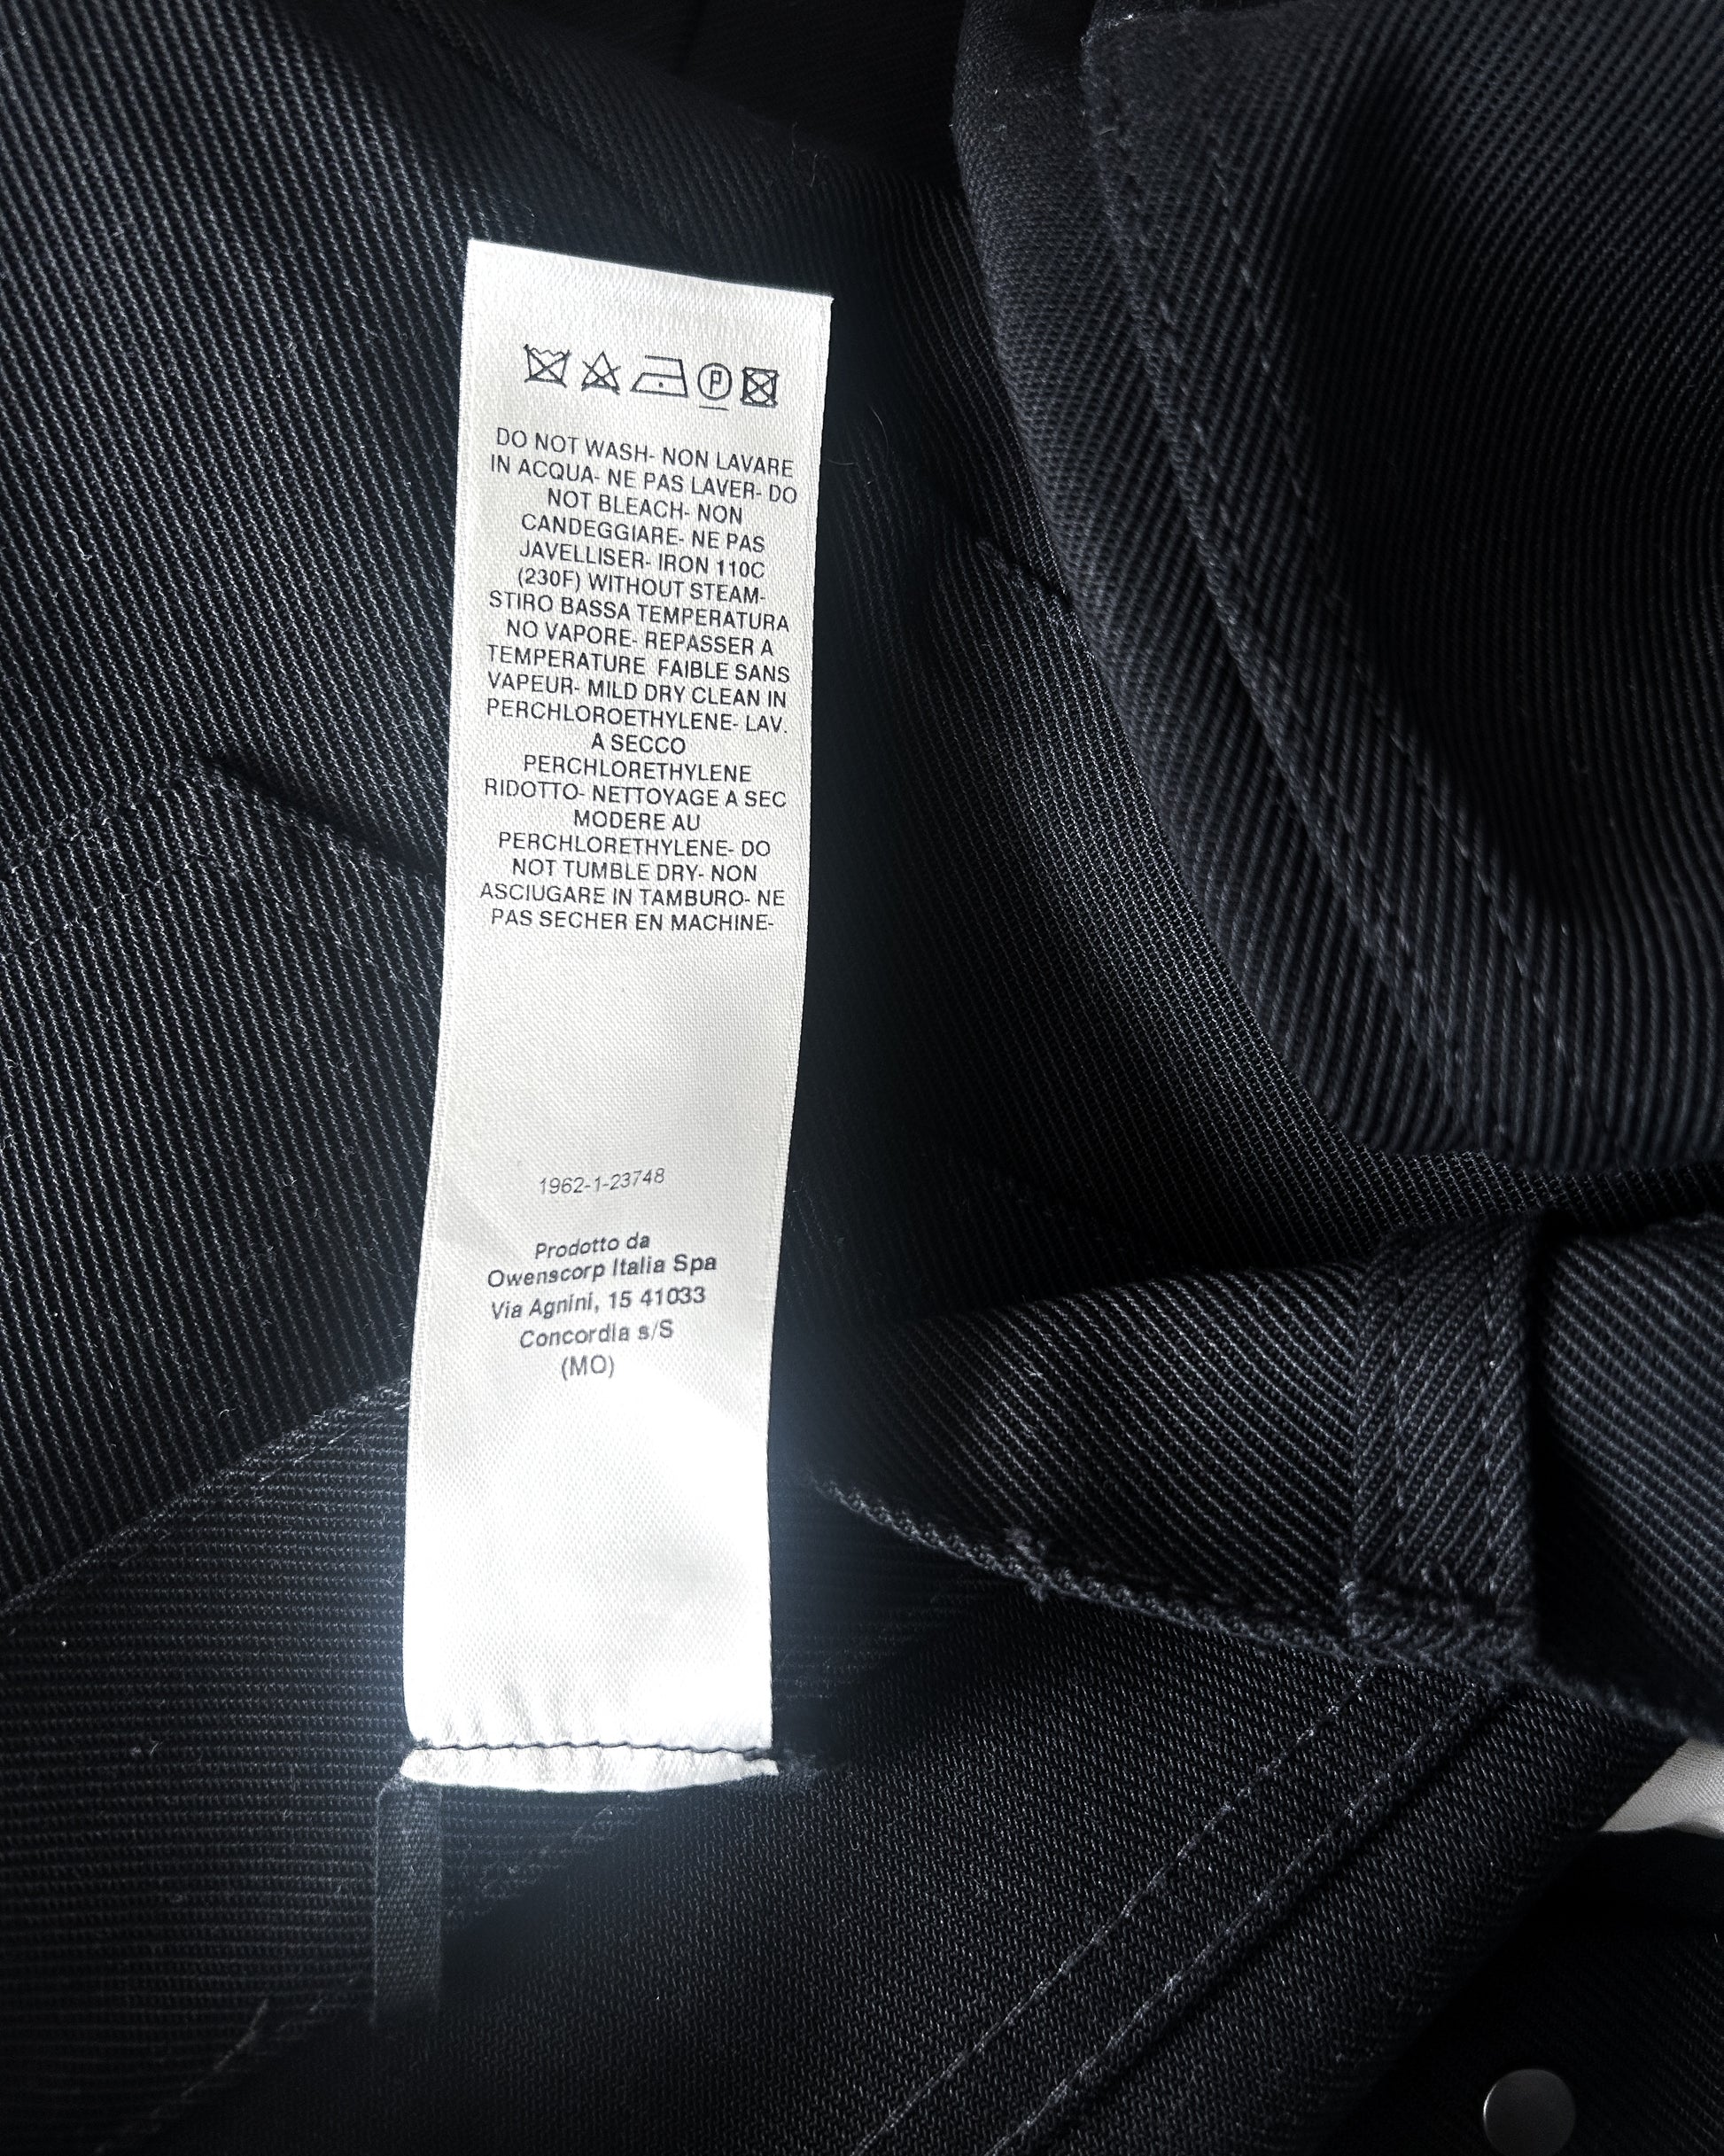 P
DO NOT WASH- NON LAVARE
IN ACQUA- NE PAS LAVER- DO
NOT BLEACH- NON
CANDEGGIARE- NE PAS
JAVELLISER- IRON 110C
(230F) WITHOUT STEAM-
STIRO BASSA TEMPERATURA
NO VAPORE- REPASSER A
TEMPERATURE FAIBLE SANS
VAPEUR- MILD DRY CLEAN IN
PERCHLOROETHYLENE- LAV.
A SECCO
PERCHLORETHYLENE
RIDOTTO- NETTOYAGE A SEC
MODERE AU
PERCHLORETHYLENE- DO
NOT TUMBLE DRY- NON
ASCIUGARE IN TAMBURO- NE
PAS SECHER EN MACHINE-
1962-1-23748
Prodotto da
Owenscorp Italia Spa
Via Agnini, 15 41033
Concordia s/S
(MO)